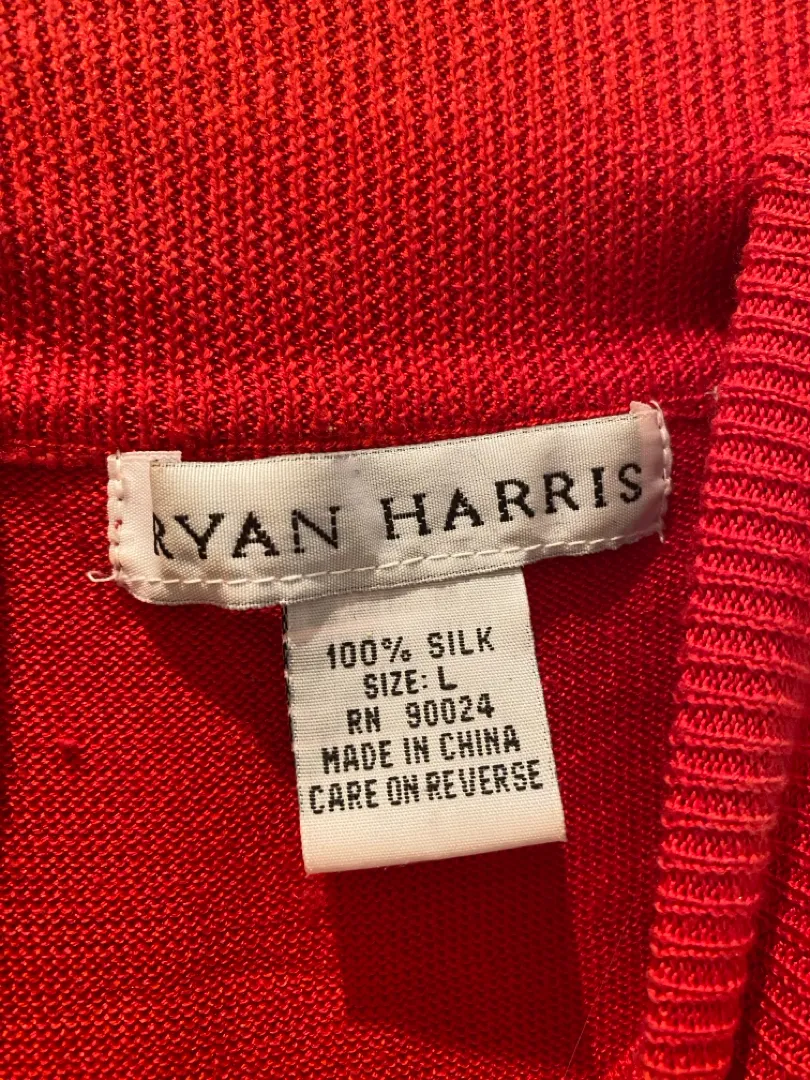 RYAN HARRIS
100% SILK
SIZE: L
RN 90024
MADE IN CHINA
CARE ON REVERSE